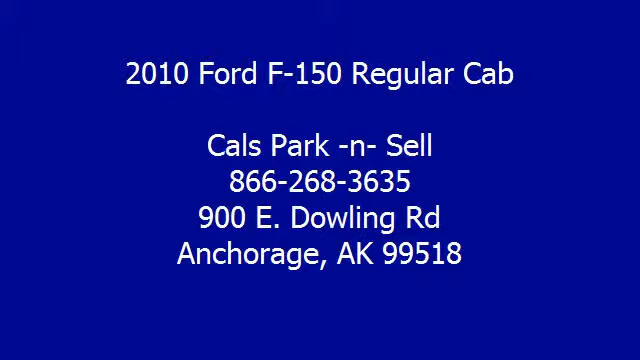 2010 Ford F-150 Regular Cab
Cals Park -n- Sell
866-268-3635
900 E. Dowling Rd
Anchorage, AK 99518